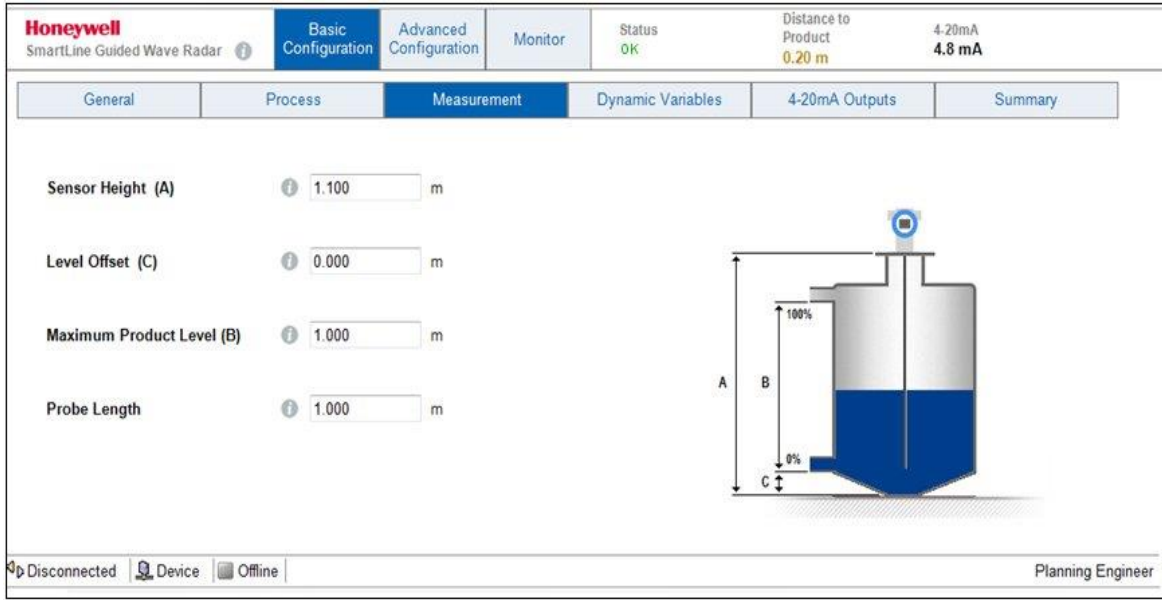 Honeywell
SmartLine Guided Wave Radar
Basic Configuration
Advanced Configuration
Monitor
Status
OK
Distance to Product
0.20 m
4-20mA
4.8 mA
General
Process
Measurement
Dynamic Variables
4-20mA Outputs
Summary
Sensor Height (A) 1.100 m
Level Offset (C) 0.000 m
Maximum Product Level (B) 1.000 m
Probe Length 1.000 m
100%
A
B
0%
C
Disconnected Device Offline Planning Engineer